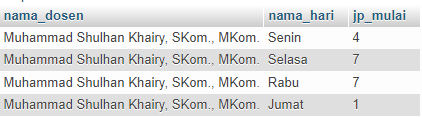 nama_dosen nama_hari jp_mulai
Muhammad Shulhan Khairy, SKom., MKom. Senin 4
Muhammad Shulhan Khairy, SKom., MKom. Selasa 7
Muhammad Shulhan Khairy, SKom., MKom. Rabu 7
Muhammad Shulhan Khairy, SKom., MKom. Jumat 1